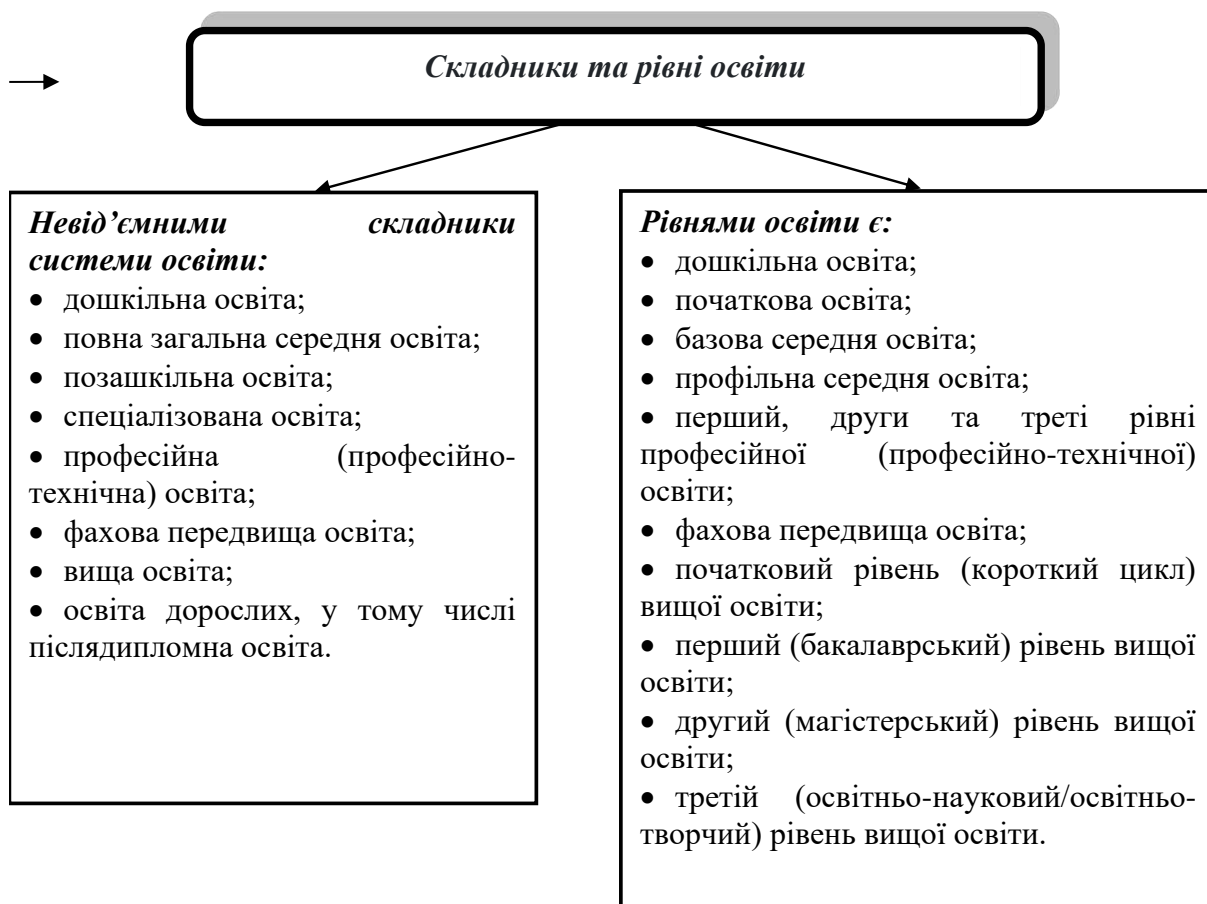 Складники та рівні освіти
Невід’ємними складники
системи освіти:
• дошкільна освіта;
• повна загальна середня освіта;
• позашкільна освіта;
• спеціалізована освіта;
• професійна (професійно-
технічна) освіта;
• фахова передвища освіта;
• вища освіта;
• освіта дорослих, у тому числі
післядипломна освіта.
Рівнями освіти є:
• дошкільна освіта;
• початкова освіта;
• базова середня освіта;
• профільна середня освіта;
• перший, други та треті рівні
професійної (професійно-технічної)
освіти;
• фахова передвища освіта;
• початковий рівень (короткий цикл)
вищої освіти;
• перший (бакалаврський) рівень вищої
освіти;
• другий (магістерський) рівень вищої
освіти;
• третій (освітньо-науковий/освітньо-
творчий) рівень вищої освіти.